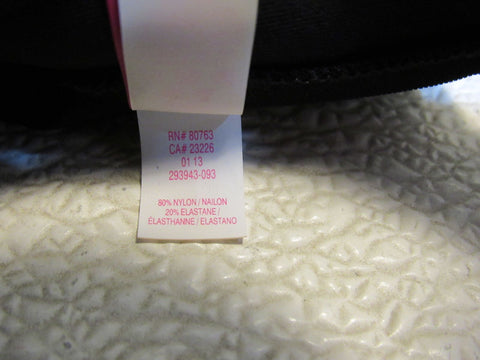 RN# 80763
CA# 23226
01 13
293943-093
80% NYLON / NAILON
20% ELASTANE /
ÉLASTHANNE / ELASTANO